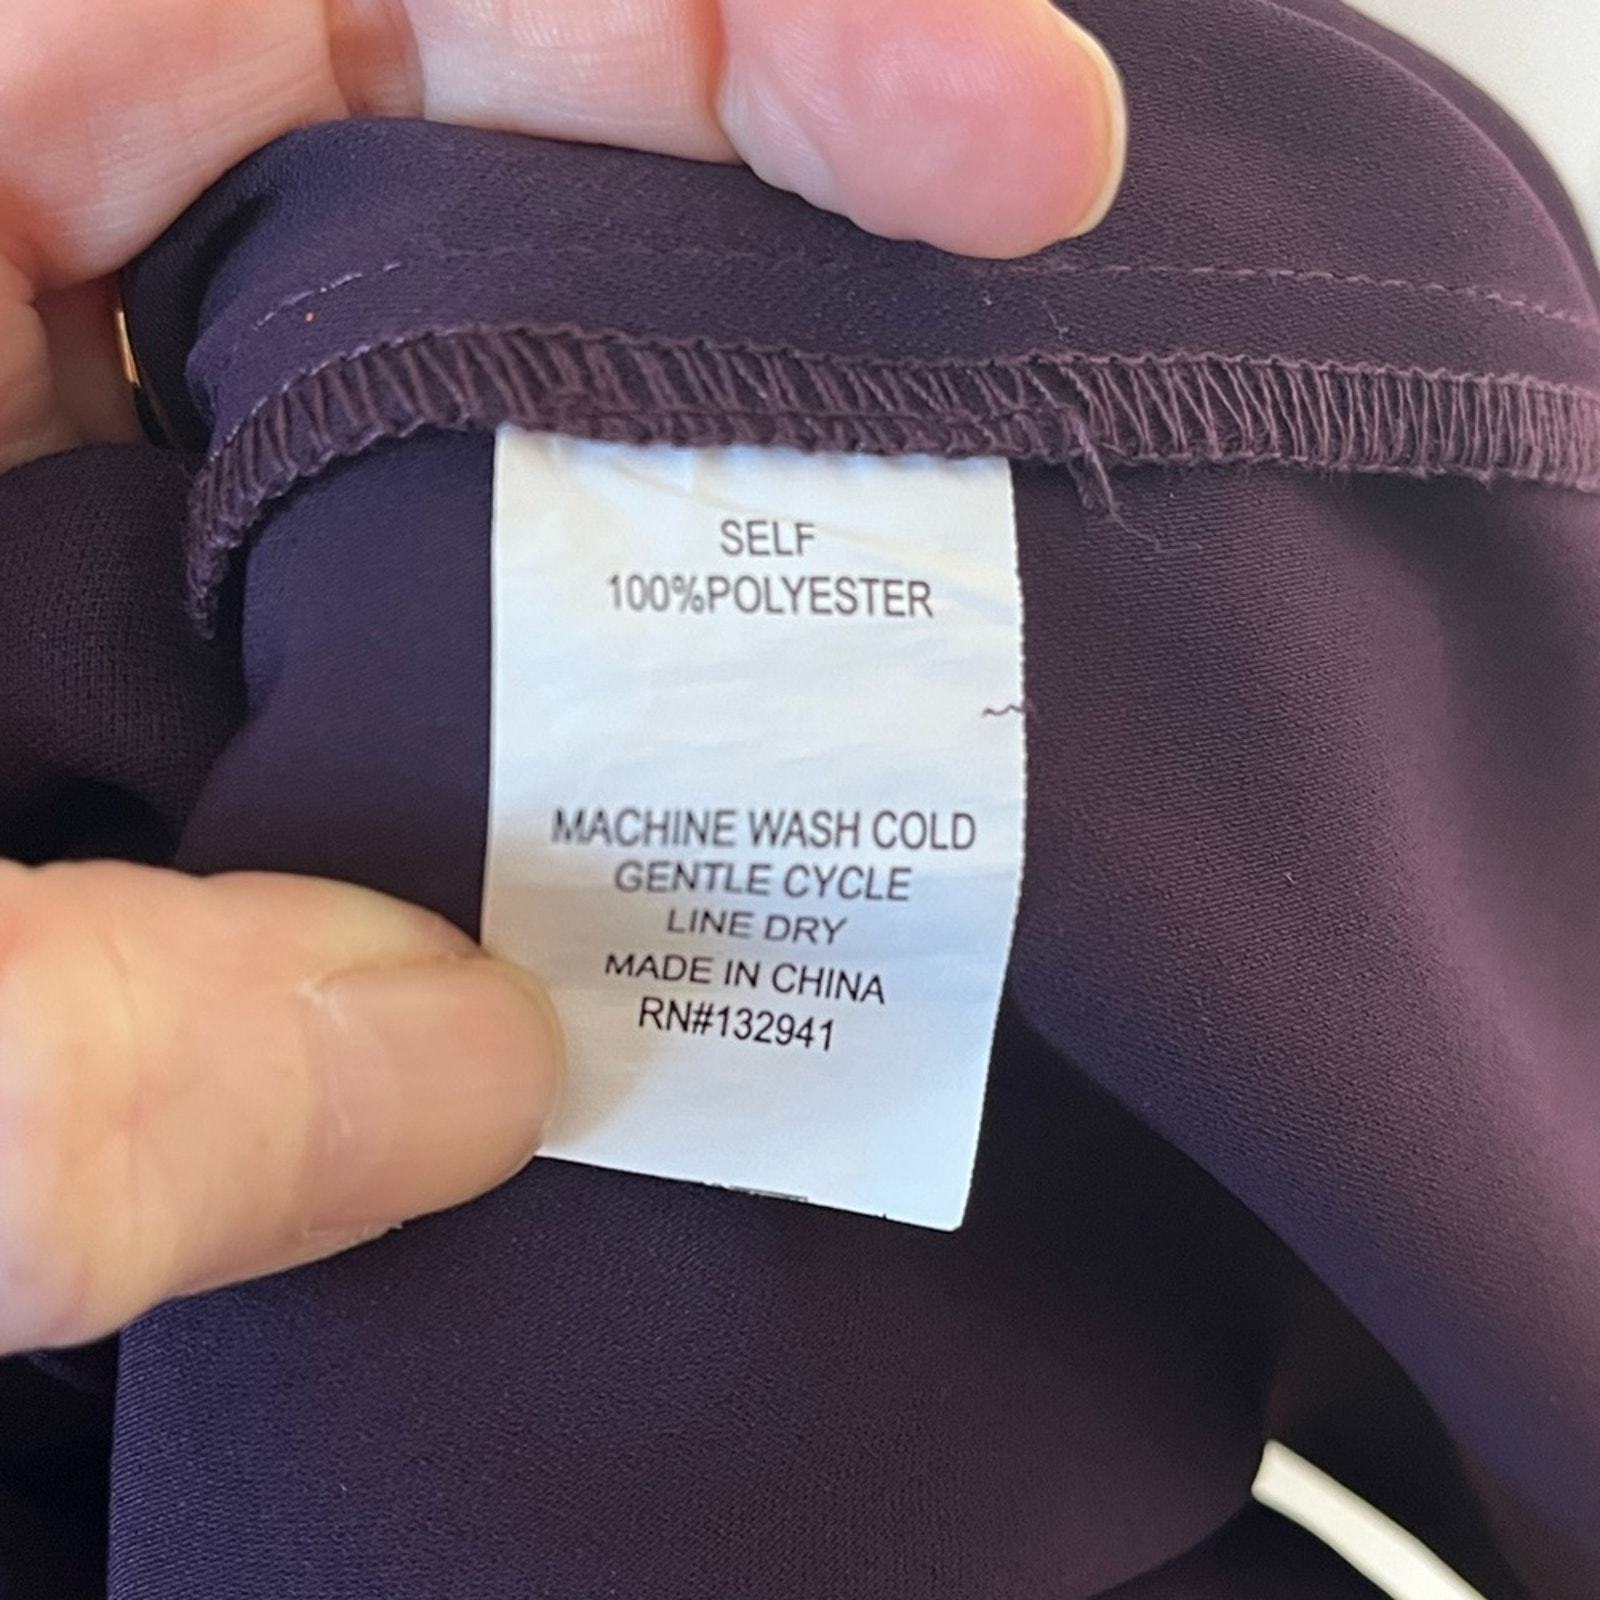 SELF
100%POLYESTER
MACHINE WASH COLD
GENTLE CYCLE
LINE DRY
MADE IN CHINA
RN#132941